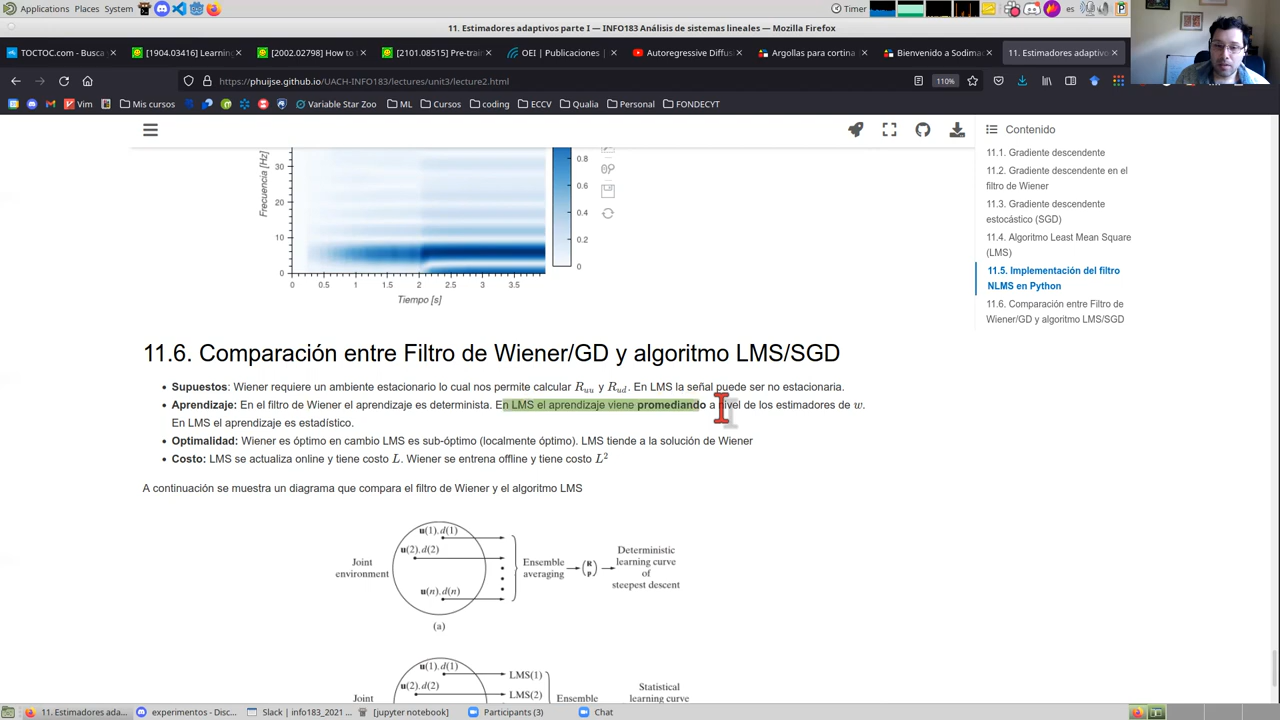 Applications Places System
Timer
es
11. Estimadores adaptivos parte I — INFO183 Análisis de sistemas lineales — Mozilla Firefox
TOCTOC.com - Busca
[1904.03416] Learning
[2002.02798] How to
[2101.08515]
OEI | Publicaciones
Autoregressive Diffus
Argollas para cortina
Bienvenido a Sodima
11. Estimadores adaptivo
https://phuijse.github.io/UACH-INFO183/lectures/unit3/lecture2.html
110%
Vim
Mis cursos
Variable Star Zoo
ML
Cursos
coding
ECCV
Qualia
Personal
FONDECYT
Contenido
11.1. Gradiente descendente
11.2. Gradiente descendente en el
filtro de Wiener
11.3. Gradiente descendente
estocástico (SGD)
11.4. Algoritmo Least Mean Square
(LMS)
11.5. Implementación del filtro
NLMS en Python
11.6. Comparación entre Filtro de
Wiener/GD y algoritmo LMS/SGD
Frecuencia [Hz]
30
20
10
0
0 0.5 1 1.5 2 2.5 3 3.5
Tiempo [s]
0.8
0.6
0.4
0.2
0
11.6. Comparación entre Filtro de Wiener/GD y algoritmo LMS/SGD
Supuestos: Wiener requiere un ambiente estacionario lo cual nos permite calcular Ruu y Rud. En LMS la señal puede ser no estacionaria.
Aprendizaje: En el filtro de Wiener el aprendizaje es determinista. En LMS el aprendizaje viene promediando a nivel de los estimadores de w.
En LMS el aprendizaje es estadístico.
Optimalidad: Wiener es óptimo en cambio LMS es sub-óptimo (localmente óptimo). LMS tiende a la solución de Wiener
Costo: LMS se actualiza online y tiene costo L. Wiener se entrena offline y tiene costo L²
A continuación se muestra un diagrama que compara el filtro de Wiener y el algoritmo LMS
Joint
environment
u(1). d(1)
u(2). d(2)
u(n). d(n)
Ensemble
averaging
R
p
Deterministic
learning curve
of
steepest descent
(a)
u(1). d(1)
u(2). d(2)
Joint
LMS(1)
LMS(2)
Ensemble
Statistical
learning curve
11. Estimadores ada...
experimentos - Disc...
Slack | info183_2021 ...
[jupyter notebook]
Participants (3)
Chat